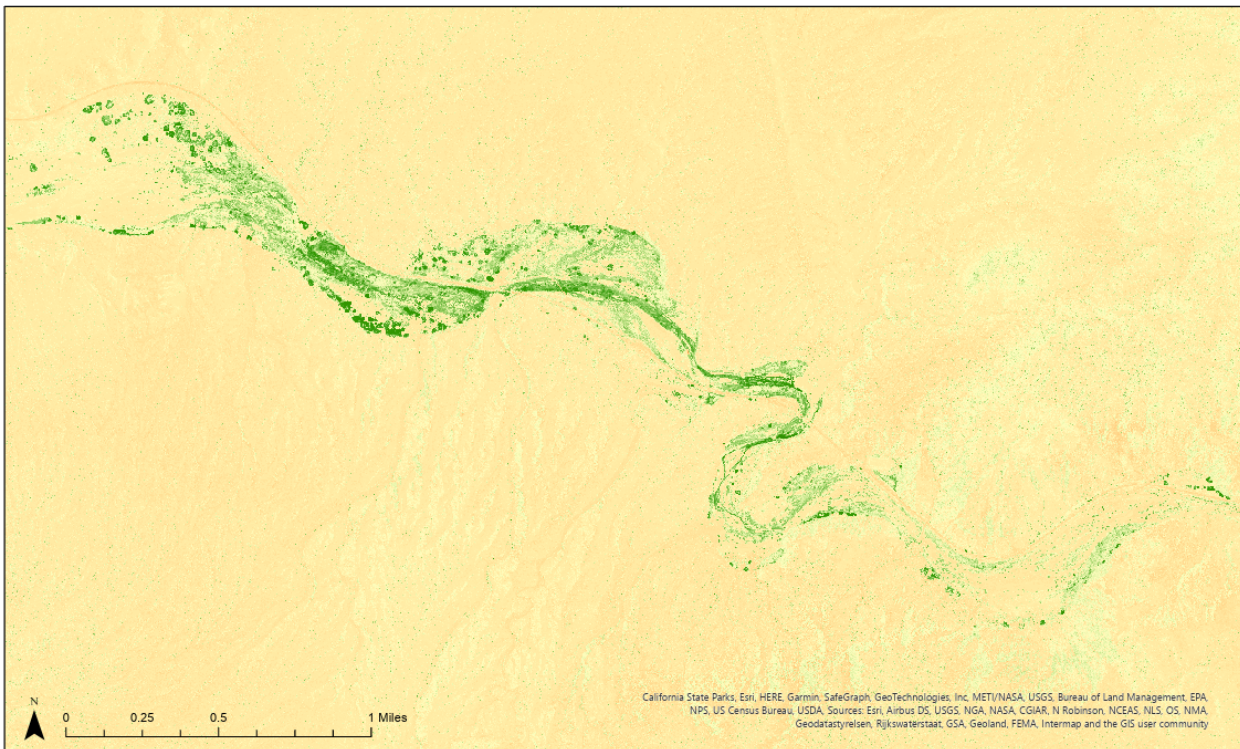 California State Parks, Esri, HERE, Garmin, SafeGraph, GeoTechnologies, Inc, METI/NASA, USGS, Bureau of Land Management, EPA,
NPS, US Census Bureau, USDA, Sources: Esri, Airbus DS, USGS, NGA, NASA, CGIAR, N Robinson, NCEAS, NLS, OS, NMA,
Geodatastyrelsen, Rijkswaterstaat, GSA, Geoland, FEMA, Intermap and the GIS user community
N
0 0.25 0.5 1 Miles